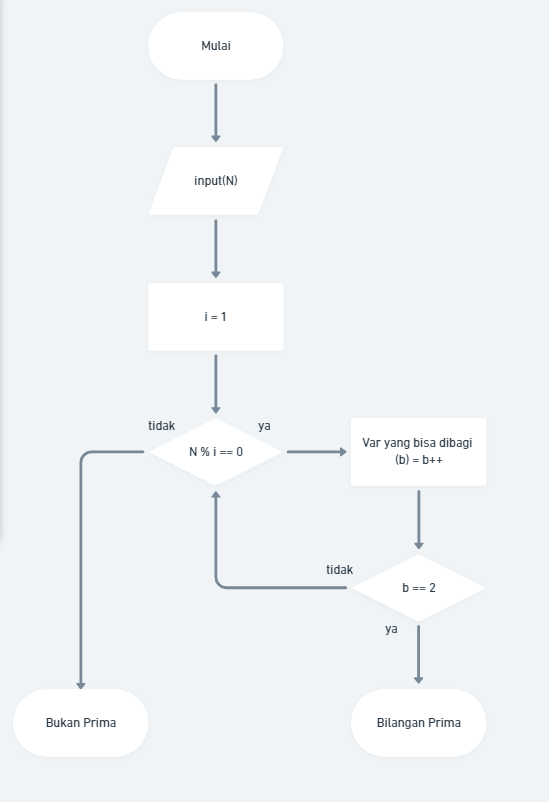 Mulai
input(N)
i = 1
tidak
ya
N % i == 0
Var yang bisa dibagi
(b) = b++
tidak
b == 2
ya
Bukan Prima
Bilangan Prima